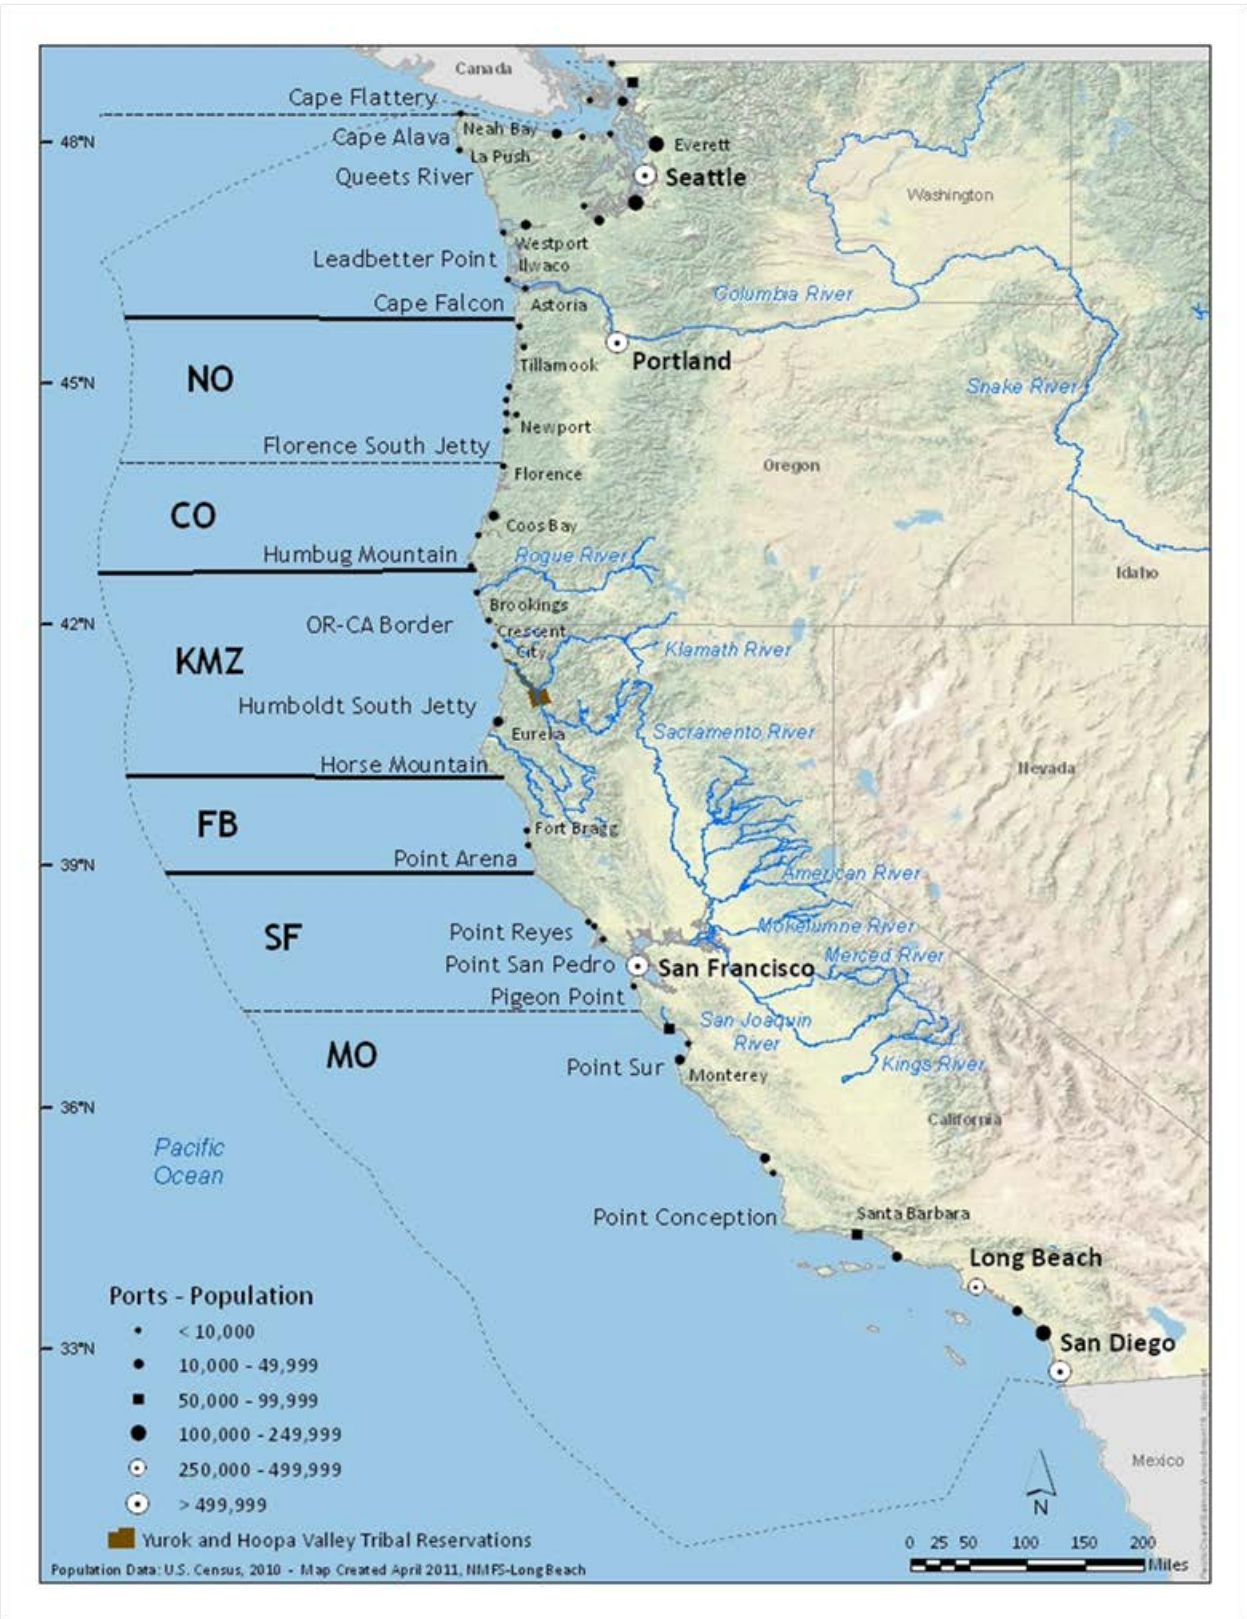 Canada
Cape Flattery
Neah Bay
Cape Alava
48°N
Everett
La Push
Queets River
Seattle
Washington
Westport
Leadbetter Point
Ilwaco
Columbia River
Cape Falcon
Astoria
Portland
Tillamook
NO
45°N
Snake River
Newport
Florence South Jetty
Oregon
Florence
CO
Coos Bay
Humbug Mountain
Rogue River
Idaho
Brookings
42°N
OR-CA Border
Crescent
City
Klamath River
KMZ
Humboldt South Jetty
Eureka
Sacramento River
Horse Mountain
Nevada
FB
Fort Bragg
Point Arena
39°N
American River
Mokelumne River
Point Reyes
SF
Merced River
Point San Pedro
San Francisco
Pigeon Point
San Joaquin
River
MO
Point Sur
Kings River
Monterey
36°N
California
Pacific
Ocean
Point Conception
Santa Barbara
Long Beach
Ports - Population
< 10,000
10,000 - 49,999
50,000 - 99,999
100,000 - 249,999
250,000 - 499,999
> 499,999
33°N
San Diego
Mexico
N
Yurok and Hoopa Valley Tribal Reservations
0 25 50 100 150 200
Miles
Population Data: U.S. Census, 2010 - Map Created April 2011, NMFS-Long Beach